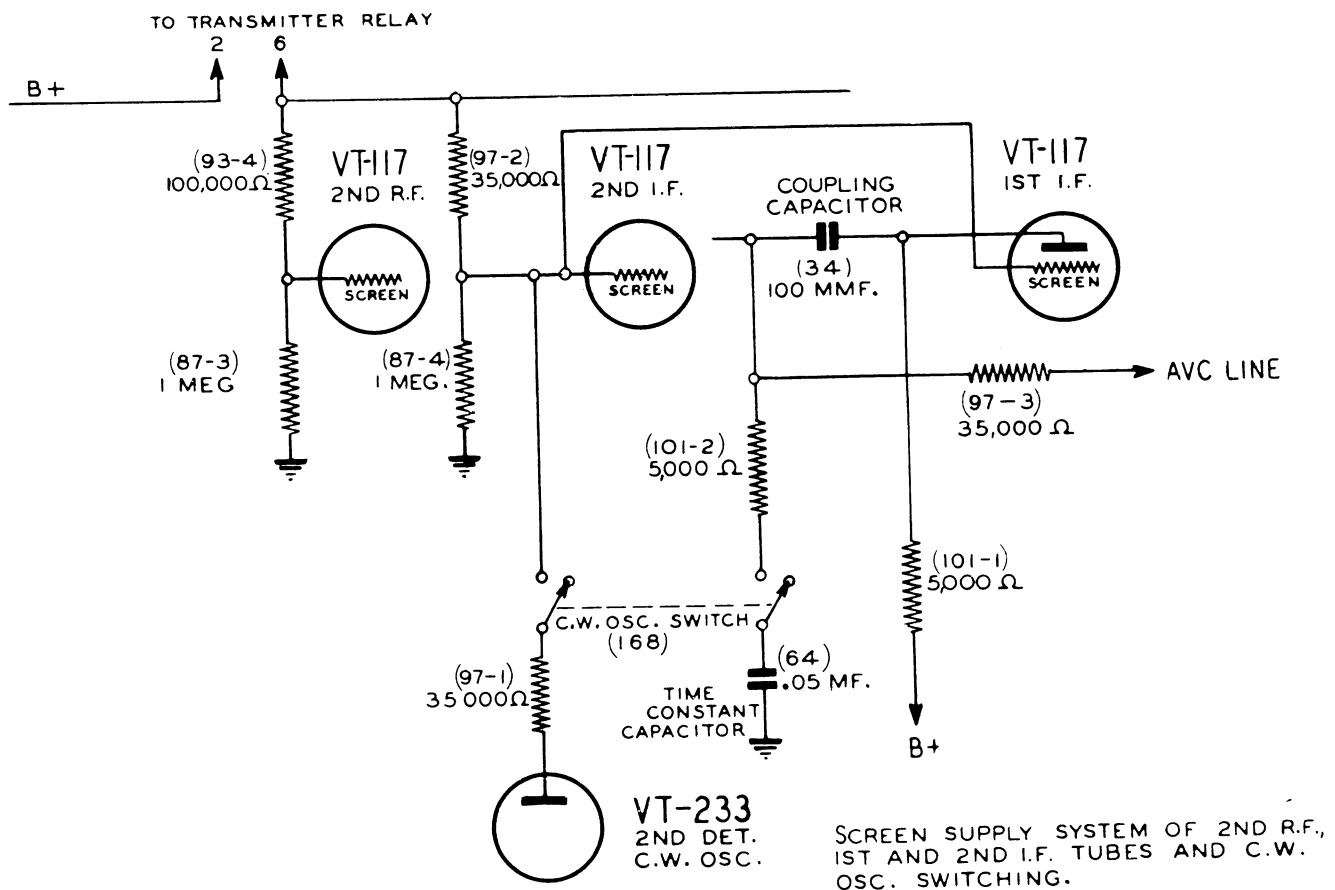 TO TRANSMITTER RELAY
2 6
B+
(93-4)
100,000Ω
VT-117
2ND R.F.
SCREEN
(97-2)
35,000Ω
VT-117
2ND I.F.
SCREEN
COUPLING
CAPACITOR
(34)
100 MMF.
VT-117
1ST I.F.
SCREEN
(87-3)
1 MEG
(87-4)
1 MEG.
AVC LINE
(97-3)
35,000 Ω
(101-2)
5,000 Ω
(101-1)
5,000 Ω
C.W. OSC. SWITCH
(168)
(97-1)
35000Ω
(64)
.05 MF.
TIME
CONSTANT
CAPACITOR
B+
VT-233
2ND DET.
C.W. OSC.
SCREEN SUPPLY SYSTEM OF 2ND R.F.,
1ST AND 2ND I.F. TUBES AND C.W.
OSC. SWITCHING.